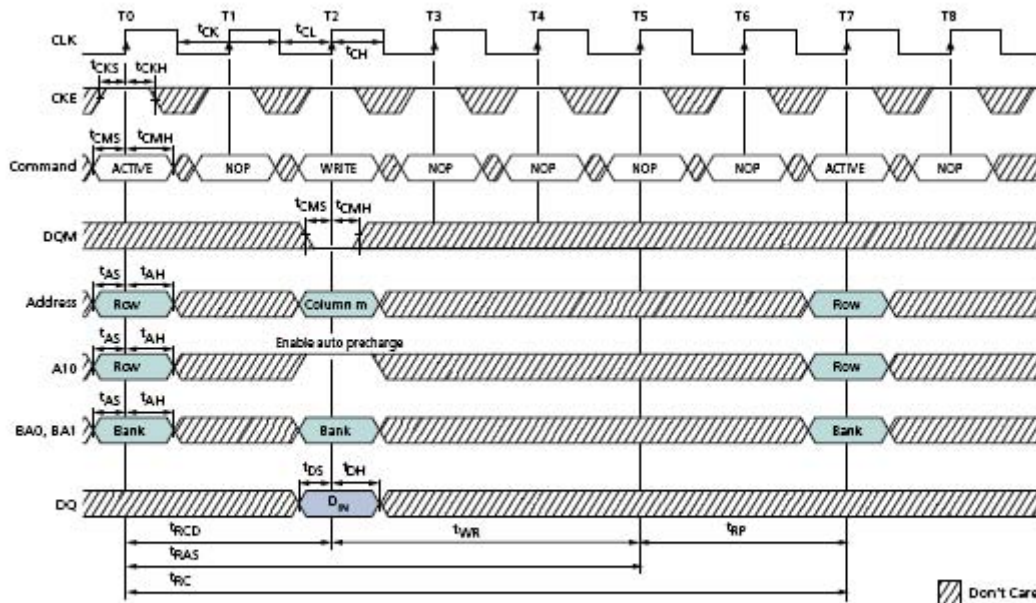 T0 T1 T2 T3 T4 T5 T6 T7 T8
CLK
tCK tCL
tCH
tCKS tCKH
CKE
tCMS tCMH
Command ACTIVE NOP WRITE NOP NOP NOP NOP ACTIVE NOP
tCMS tCMH
DQM
tAS tAH
Address Row Column m Row
tAS tAH
Enable auto precharge
A10 Row Row
tAS tAH
BA0, BA1 Bank Bank Bank
tDS tDH
DQ DIN
tRCD tWR tRP
tRAS
tRC
Don't Care